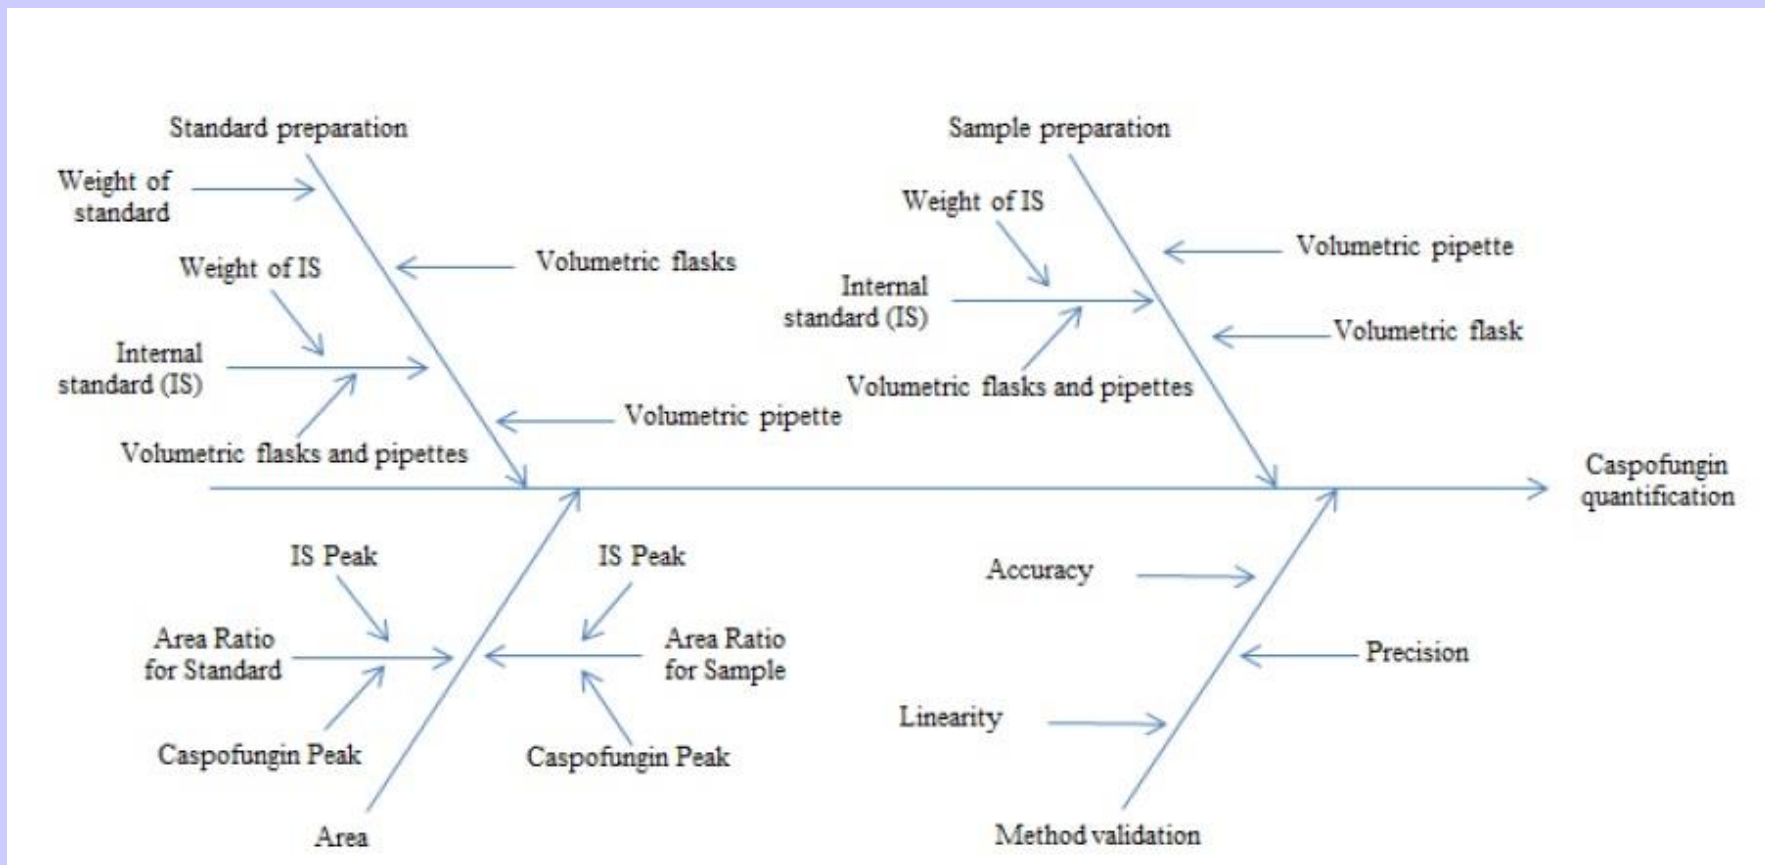 Standard preparation
Weight of
standard
Volumetric flasks
Weight of IS
Internal
standard (IS)
Volumetric flasks and pipettes
Volumetric pipette
Sample preparation
Weight of IS
Volumetric pipette
Internal
standard (IS)
Volumetric flask
Volumetric flasks and pipettes
Caspofungin
quantification
IS Peak
IS Peak
Area Ratio
for Standard
Area Ratio
for Sample
Caspofungin Peak
Caspofungin Peak
Area
Accuracy
Precision
Linearity
Method validation